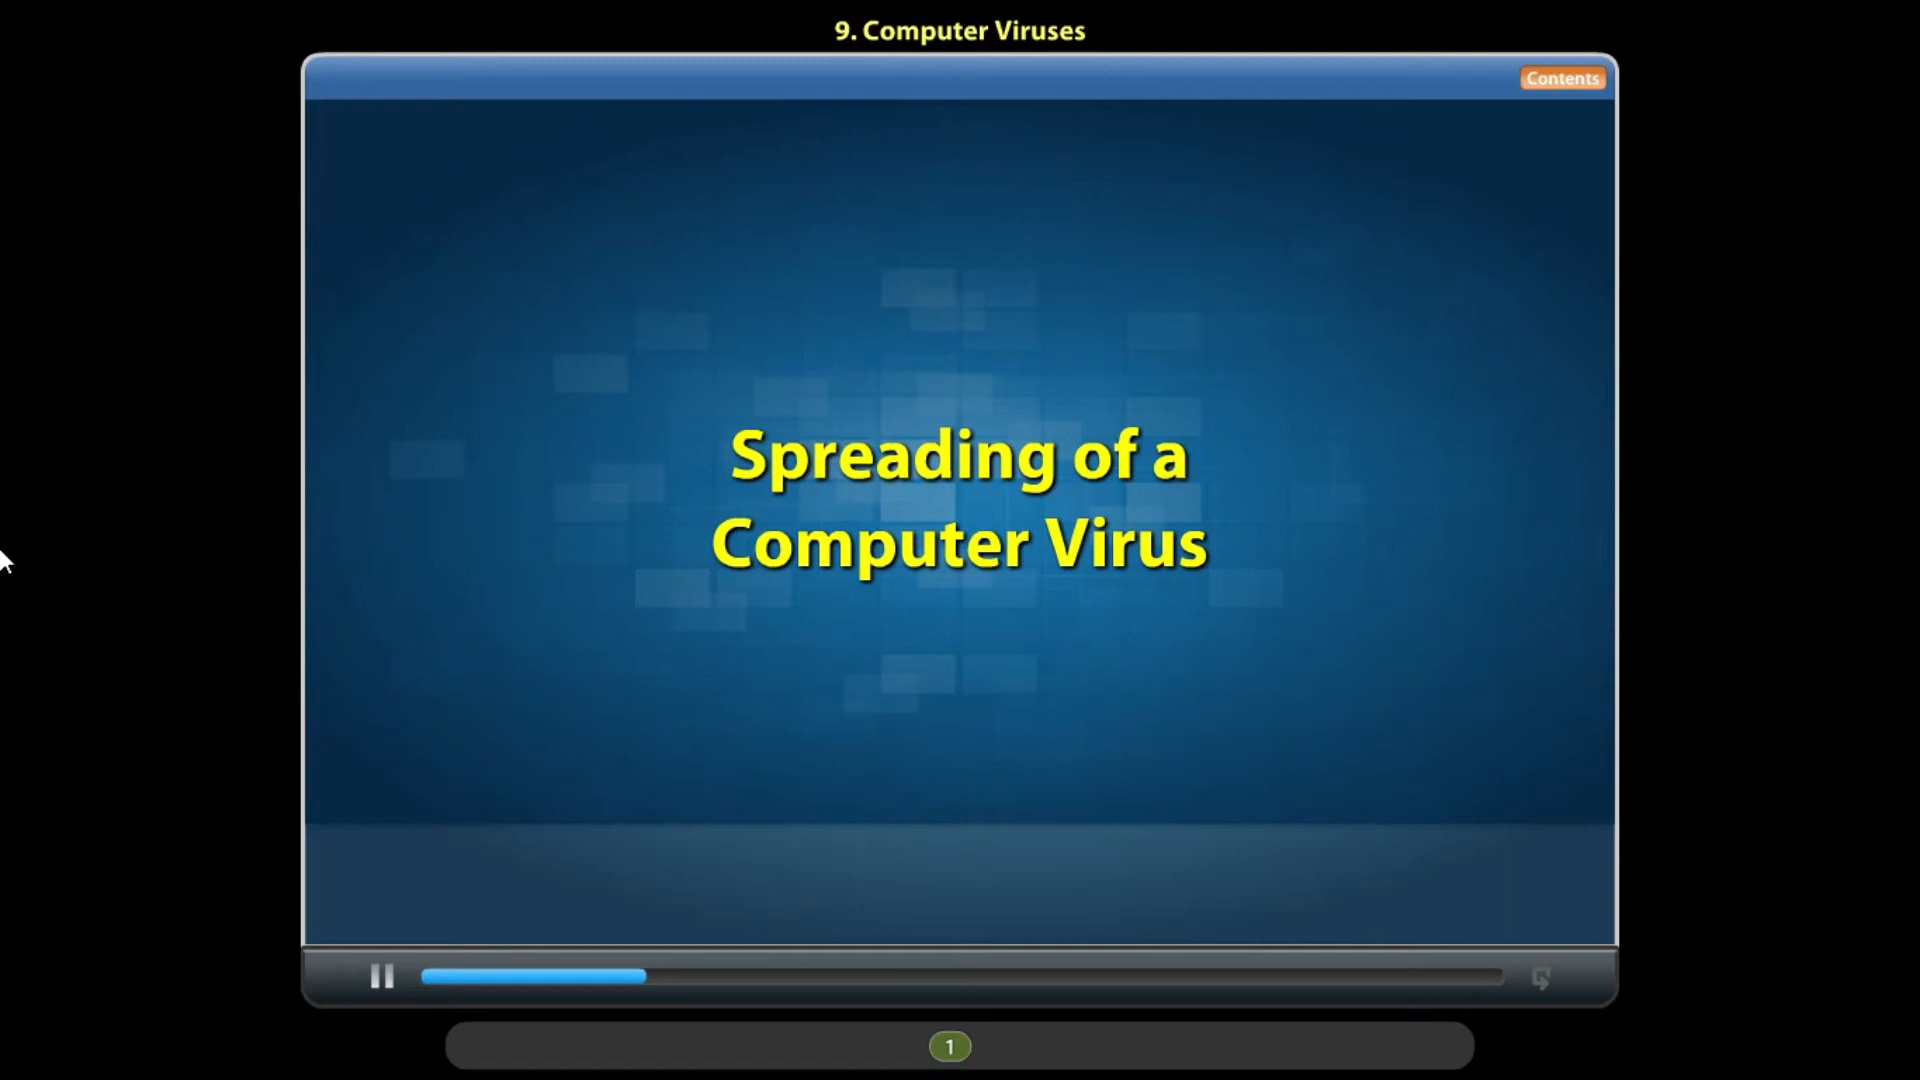 9. Computer Viruses
Contents
Spreading of a
Computer Virus
1